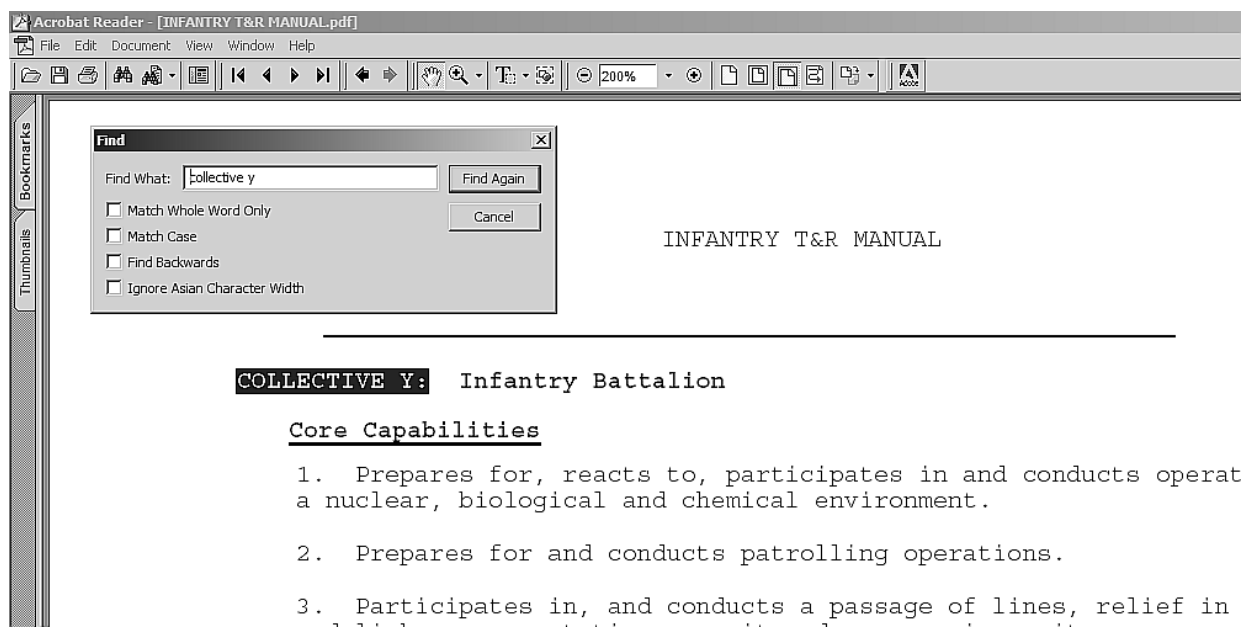 Acrobat Reader - [INFANTRY T&R MANUAL.pdf]
File Edit Document View Window Help
200%
Adobe
Bookmarks
Thumbnails
Find
Find What: collective y
Find Again
Match Whole Word Only
Cancel
Match Case
Find Backwards
Ignore Asian Character Width
INFANTRY T&R MANUAL
COLLECTIVE Y: Infantry Battalion
Core Capabilities
1. Prepares for, reacts to, participates in and conducts operat
a nuclear, biological and chemical environment.
2. Prepares for and conducts patrolling operations.
3. Participates in, and conducts a passage of lines, relief in